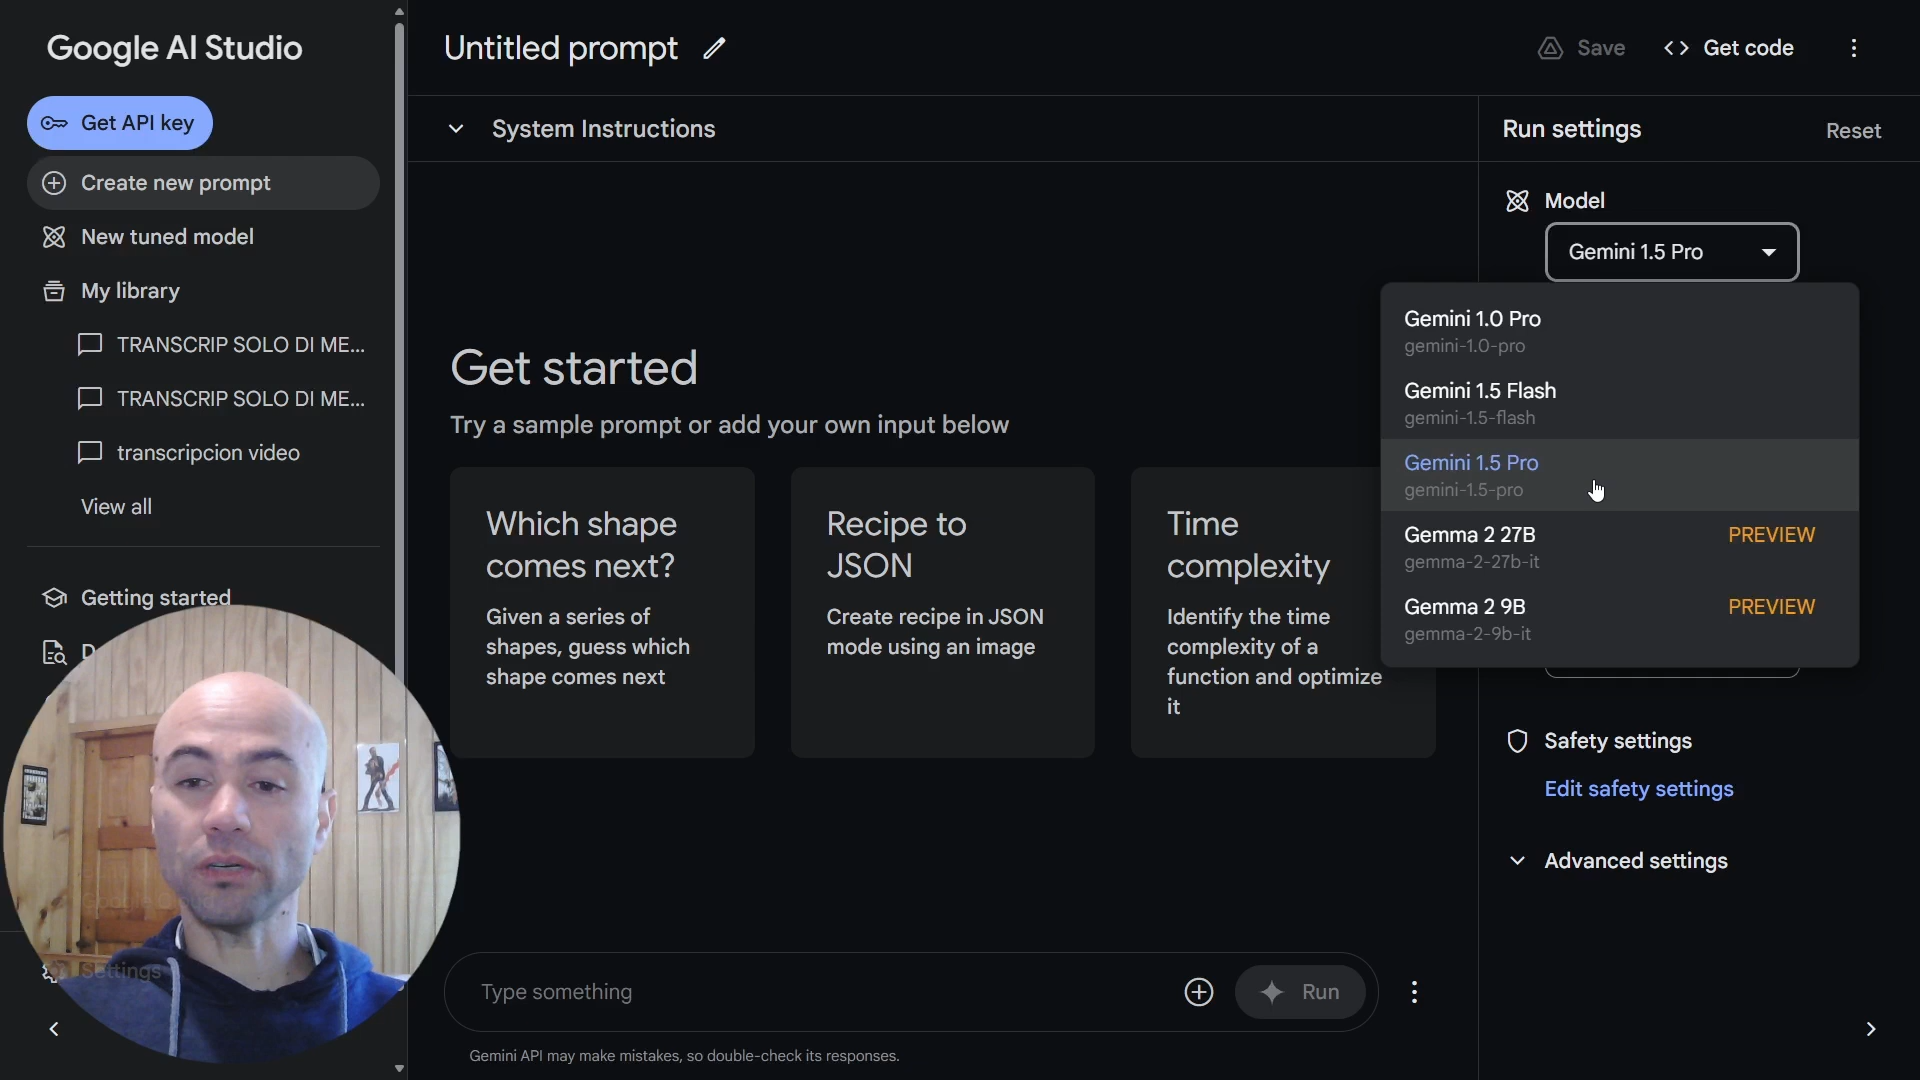 Google AI Studio
Get API key
Create new prompt
New tuned model
My library
TRANSCRIP SOLO DI ME...
TRANSCRIP SOLO DI ME...
transcripcion video
View all
Getting started
Settings
Untitled prompt
Save
<> Get code
System Instructions
Get started
Try a sample prompt or add your own input below
Which shape
comes next?
Given a series of
shapes, guess which
shape comes next
Recipe to
JSON
Create recipe in JSON
mode using an image
Time
complexity
Identify the time
complexity of a
function and optimize
it
Type something
Run
Gemini API may make mistakes, so double-check its responses.
Run settings
Reset
Model
Gemini 1.5 Pro
Gemini 1.0 Pro
gemini-1.0-pro
Gemini 1.5 Flash
gemini-1.5-flash
Gemini 1.5 Pro
gemini-1.5-pro
Gemma 2 27B PREVIEW
gemma-2-27b-it
Gemma 2 9B PREVIEW
gemma-2-9b-it
Safety settings
Edit safety settings
Advanced settings